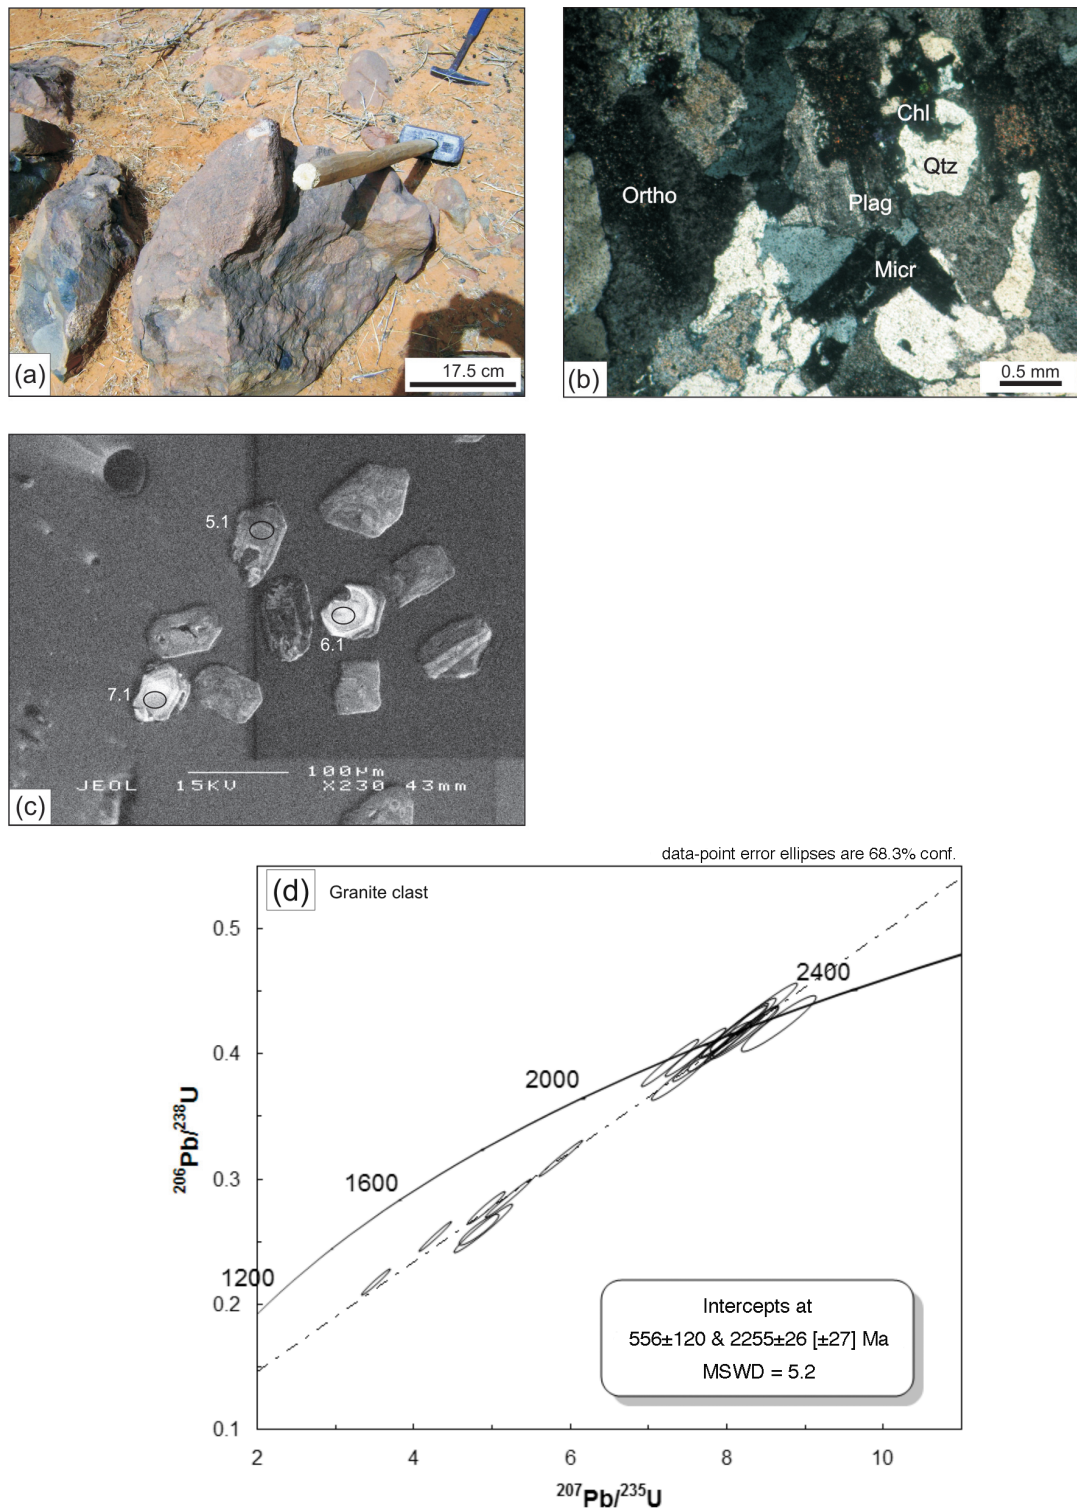 (a)
17.5 cm
(b)
Ortho
Plag
Chl
Qtz
Micr
0.5 mm
(c)
5.1
6.1
7.1
100µm
JEOL 15KV X230 43mm
data-point error ellipses are 68.3% conf.
(d) Granite clast
2400
2000
1600
1200
0.5
0.4
0.3
0.2
0.1
206Pb/238U
Intercepts at
556±120 & 2255±26 [±27] Ma
MSWD = 5.2
2 4 6 8 10
207Pb/235U